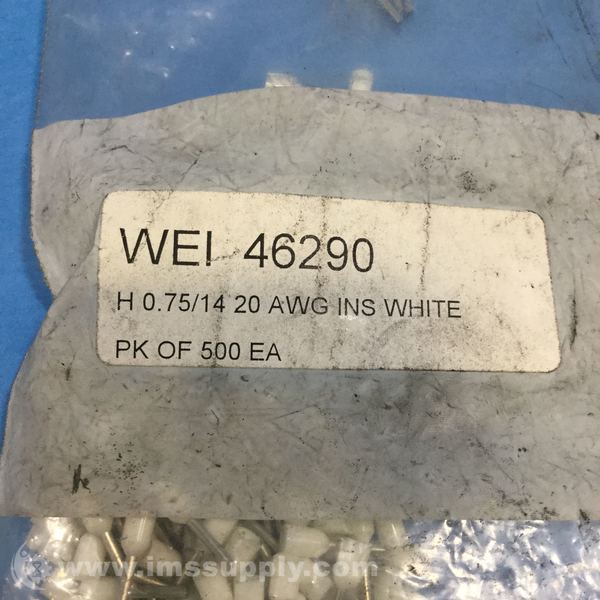 WEI 46290
H 0.75/14 20 AWG INS WHITE
PK OF 500 EA
www.imssupply.com